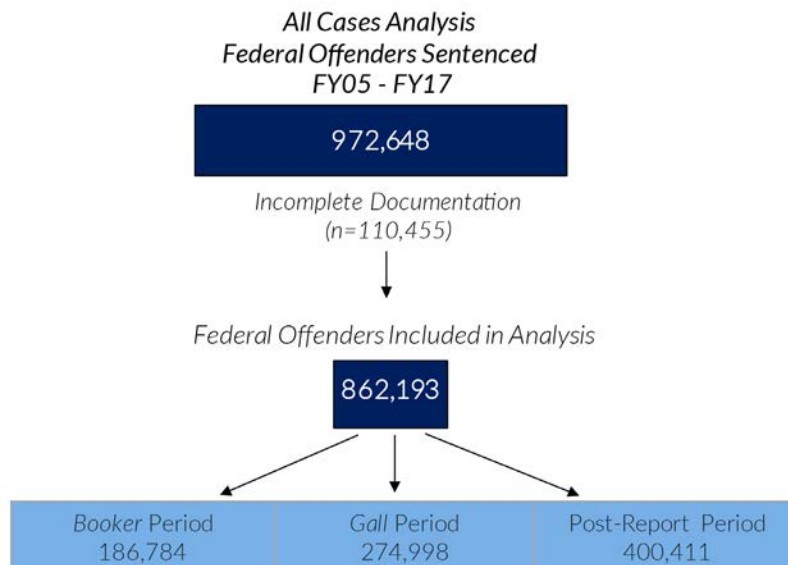 All Cases Analysis
Federal Offenders Sentenced
FY05 - FY17
972,648
Incomplete Documentation
(n=110,455)
Federal Offenders Included in Analysis
862,193
Booker Period
186,784
Gall Period
274,998
Post-Report Period
400,411